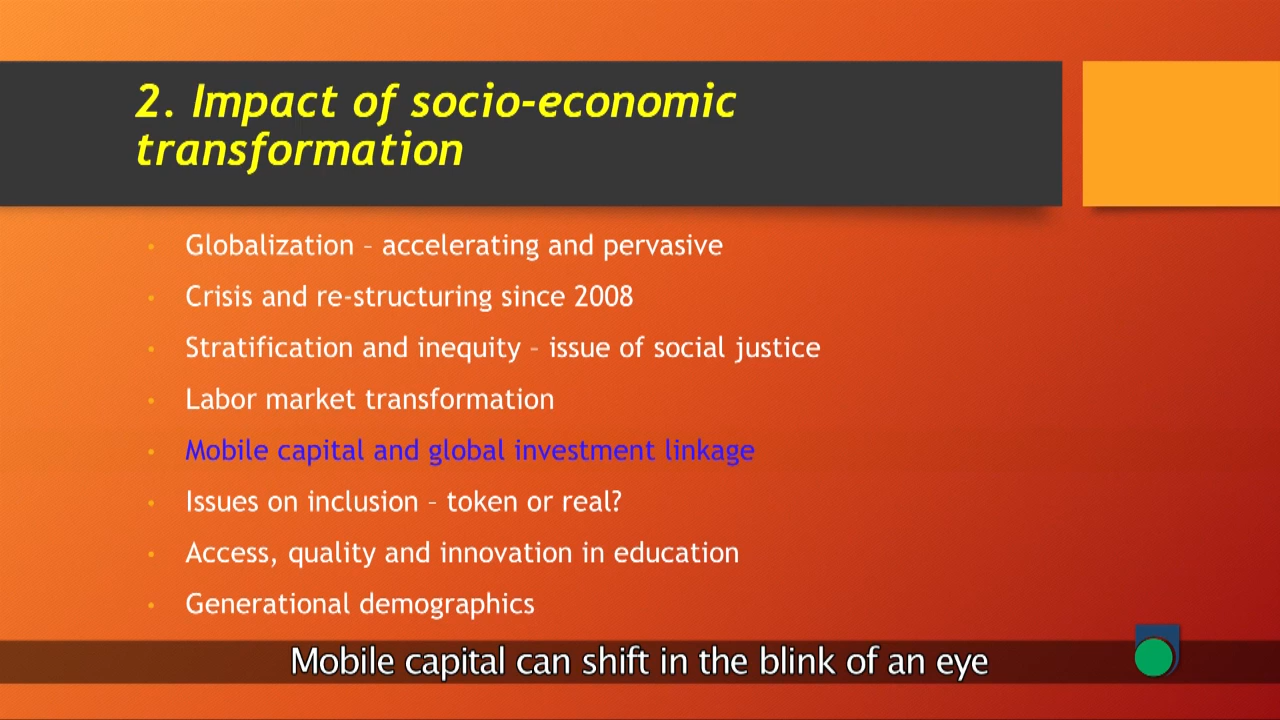 2. Impact of socio-economic
transformation
• Globalization – accelerating and pervasive
• Crisis and re-structuring since 2008
• Stratification and inequity – issue of social justice
• Labor market transformation
• Mobile capital and global investment linkage
• Issues on inclusion – token or real?
• Access, quality and innovation in education
• Generational demographics
Mobile capital can shift in the blink of an eye